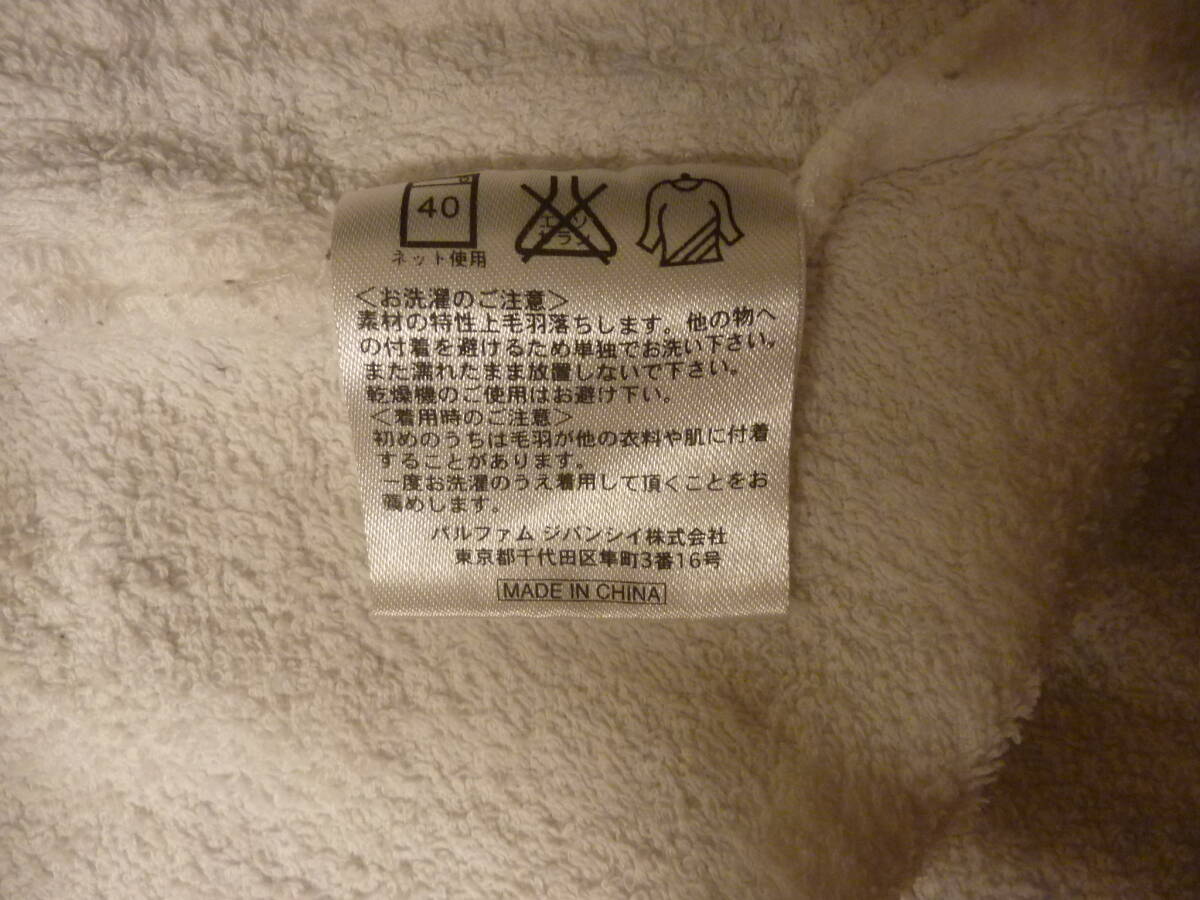 40
ネット使用
エンソ
サラシ
<お洗濯のご注意>
素材の特性上毛羽落ちします。他の物へ
の付着を避けるため単独でお洗い下さい。
また濡れたまま放置しないで下さい。
乾燥機のご使用はお避け下い。
<着用時のご注意>
初めのうちは毛羽が他の衣料や肌に付着
することがあります。
一度お洗濯のうえ着用して頂くことをお
薦めします。
パルファム ジバンシイ株式会社
東京都千代田区隼町3番16号
MADE IN CHINA